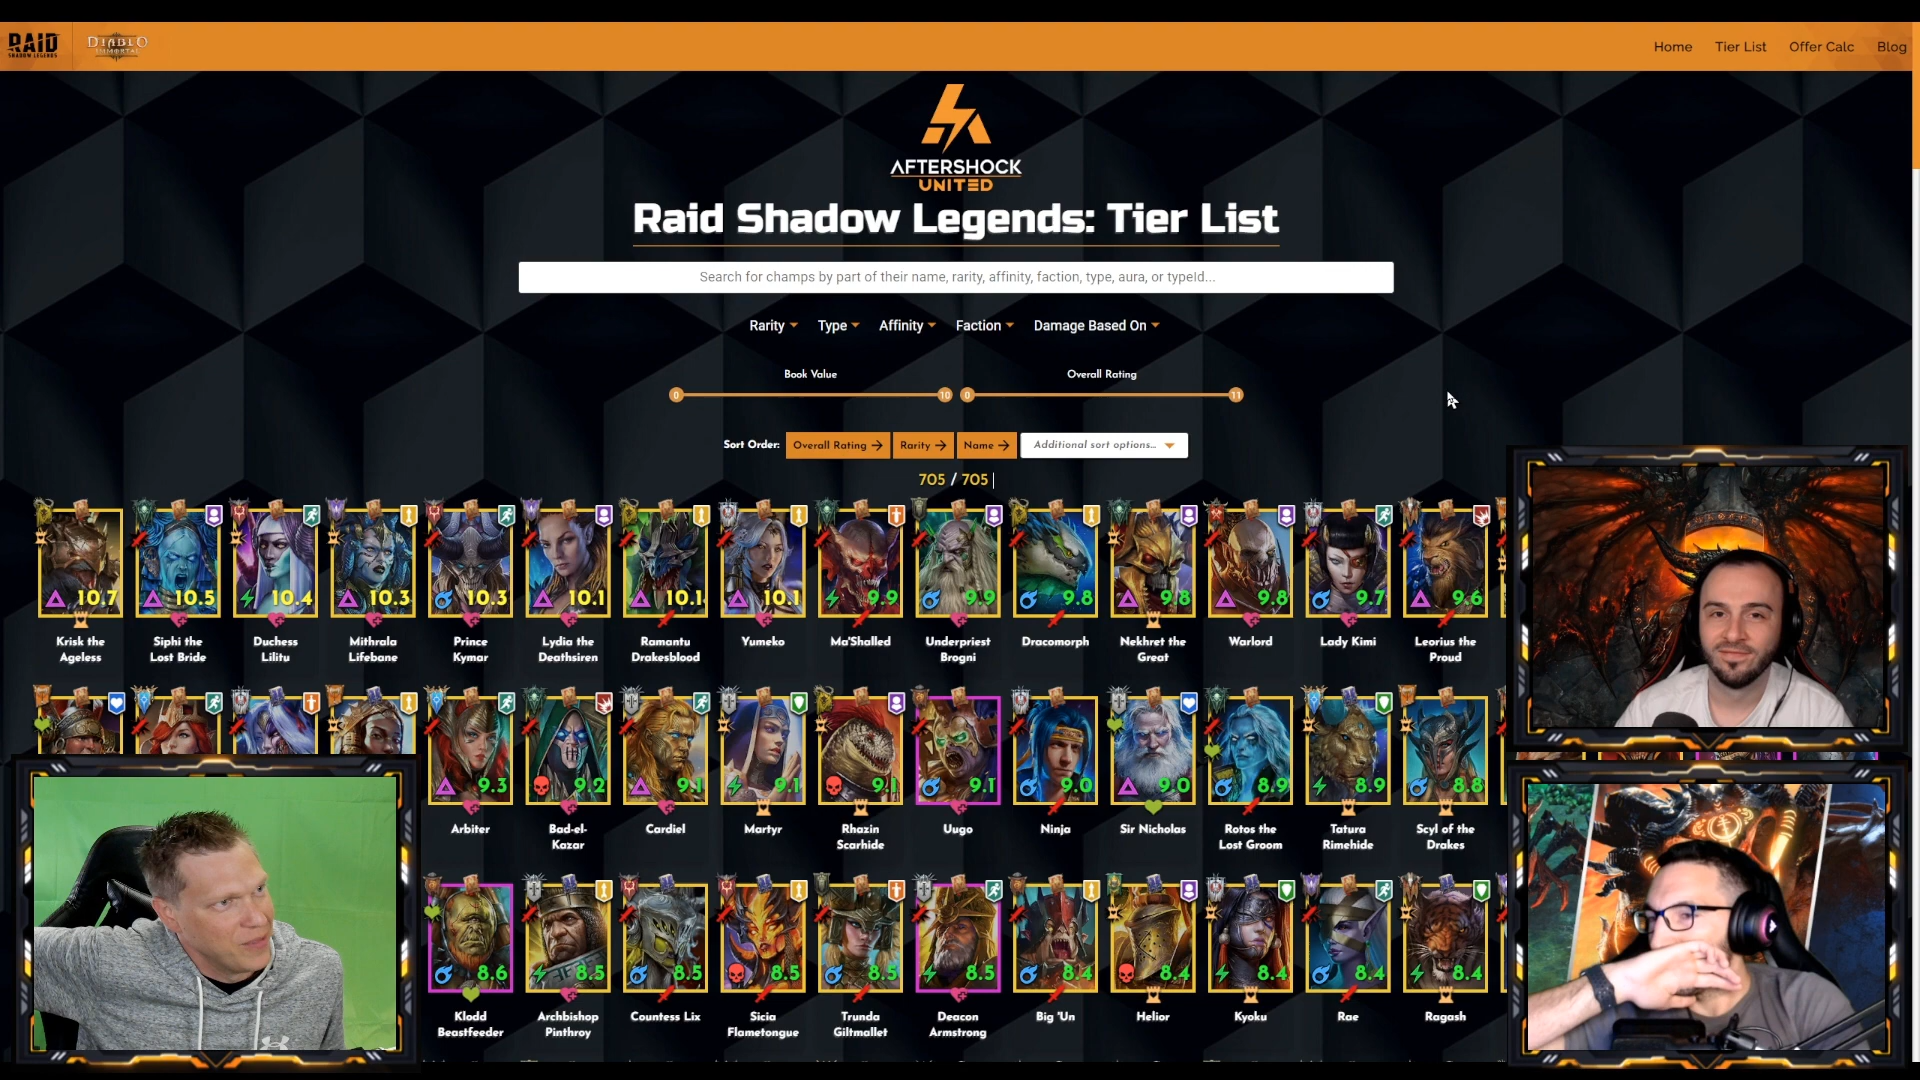 RAID
SHADOW LEGENDS
DIABLO
IMMORTAL
Home
Tier List
Offer Calc
Blog
AFTERSHOCK
UNITED
Raid Shadow Legends: Tier List
Search for champs by part of their name, rarity, affinity, faction, type, aura, or typeId...
Rarity
Type
Affinity
Faction
Damage Based On
Book Value
Overall Rating
0
10
0
11
Sort Order:
Overall Rating →
Rarity →
Name →
Additional sort options...
705 / 705
10.7
10.5
10.4
10.3
10.3
10.1
10.1
10.1
9.9
9.9
9.8
9.8
9.8
9.7
9.6
Krisk the
Ageless
Siphi the
Lost Bride
Duchess
Lilitu
Mithrala
Lifebane
Prince
Kymar
Lydia the
Deathsiren
Ramantu
Drakesblood
Yumeko
Ma'Shalled
Underpriest
Brogni
Dracomorph
Nekhret the
Great
Warlord
Lady Kimi
Leorius the
Proud
9.3
9.2
9.1
9.1
9.1
9.1
9.0
9.0
8.9
8.9
8.8
Arbiter
Bad-el-
Kazar
Cardiel
Martyr
Rhazin
Scarhide
Uugo
Ninja
Sir Nicholas
Rotos the
Lost Groom
Tatura
Rimehide
Scyl of the
Drakes
8.6
8.5
8.5
8.5
8.5
8.5
8.4
8.4
8.4
8.4
8.4
Klodd
Beastfeeder
Archbishop
Pinthroy
Countess Lix
Sicia
Flametongue
Trunda
Giltmallet
Deacon
Armstrong
Big 'Un
Helior
Kyoku
Rae
Ragash